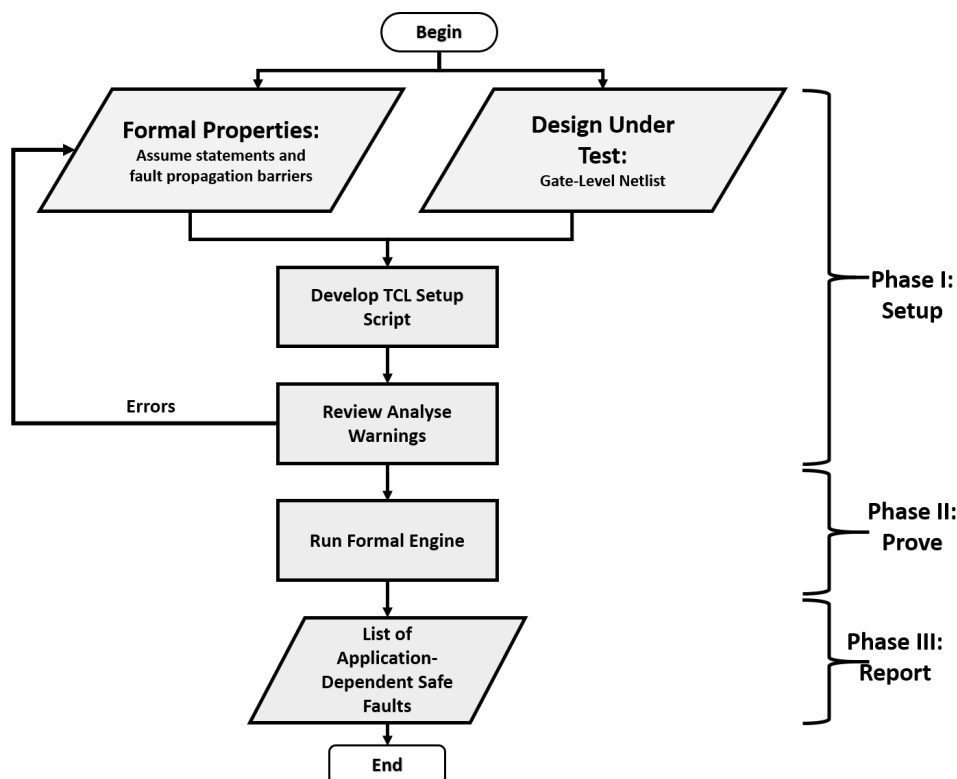 Begin
Formal Properties:
Assume statements and
fault propagation barriers
Design Under
Test:
Gate-Level Netlist
Develop TCL Setup
Script
Phase I:
Setup
Errors
Review Analyse
Warnings
Run Formal Engine
Phase II:
Prove
List of
Application-
Dependent Safe
Faults
Phase III:
Report
End